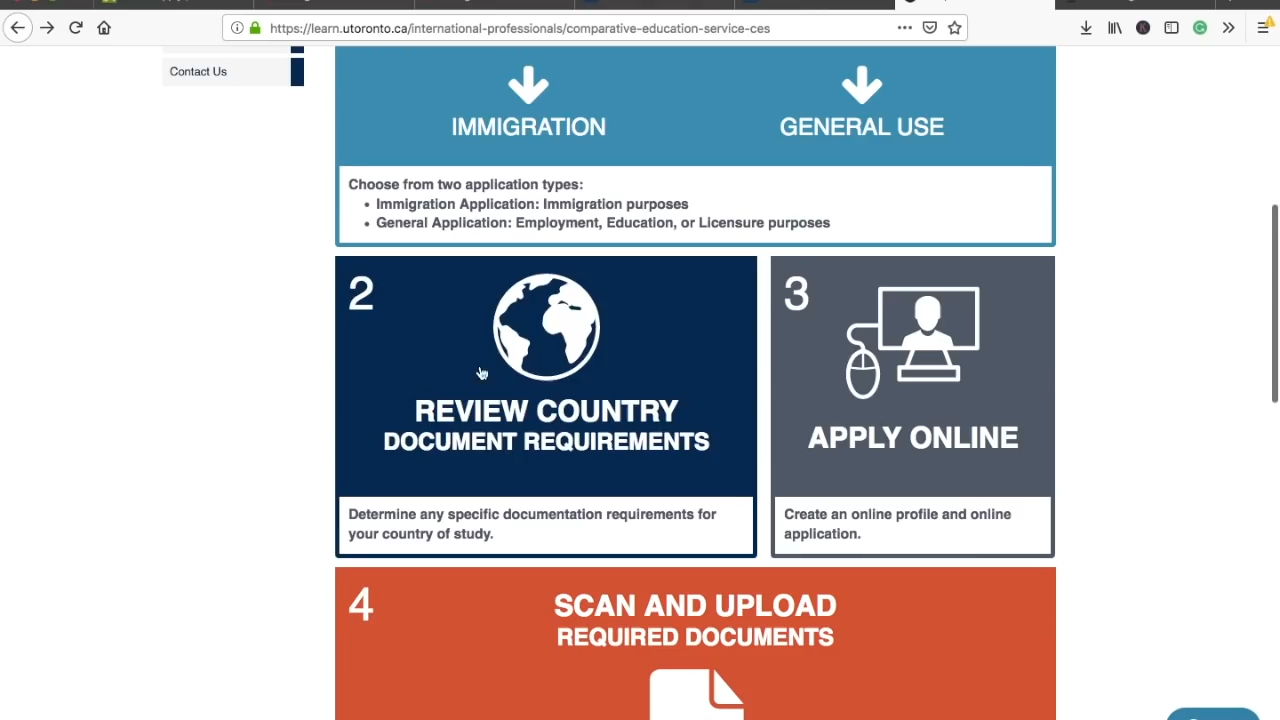 https://learn.utoronto.ca/international-professionals/comparative-education-service-ces
Contact Us
IMMIGRATION
GENERAL USE
Choose from two application types:
• Immigration Application: Immigration purposes
• General Application: Employment, Education, or Licensure purposes
2
REVIEW COUNTRY
DOCUMENT REQUIREMENTS
Determine any specific documentation requirements for
your country of study.
3
APPLY ONLINE
Create an online profile and online
application.
4
SCAN AND UPLOAD
REQUIRED DOCUMENTS